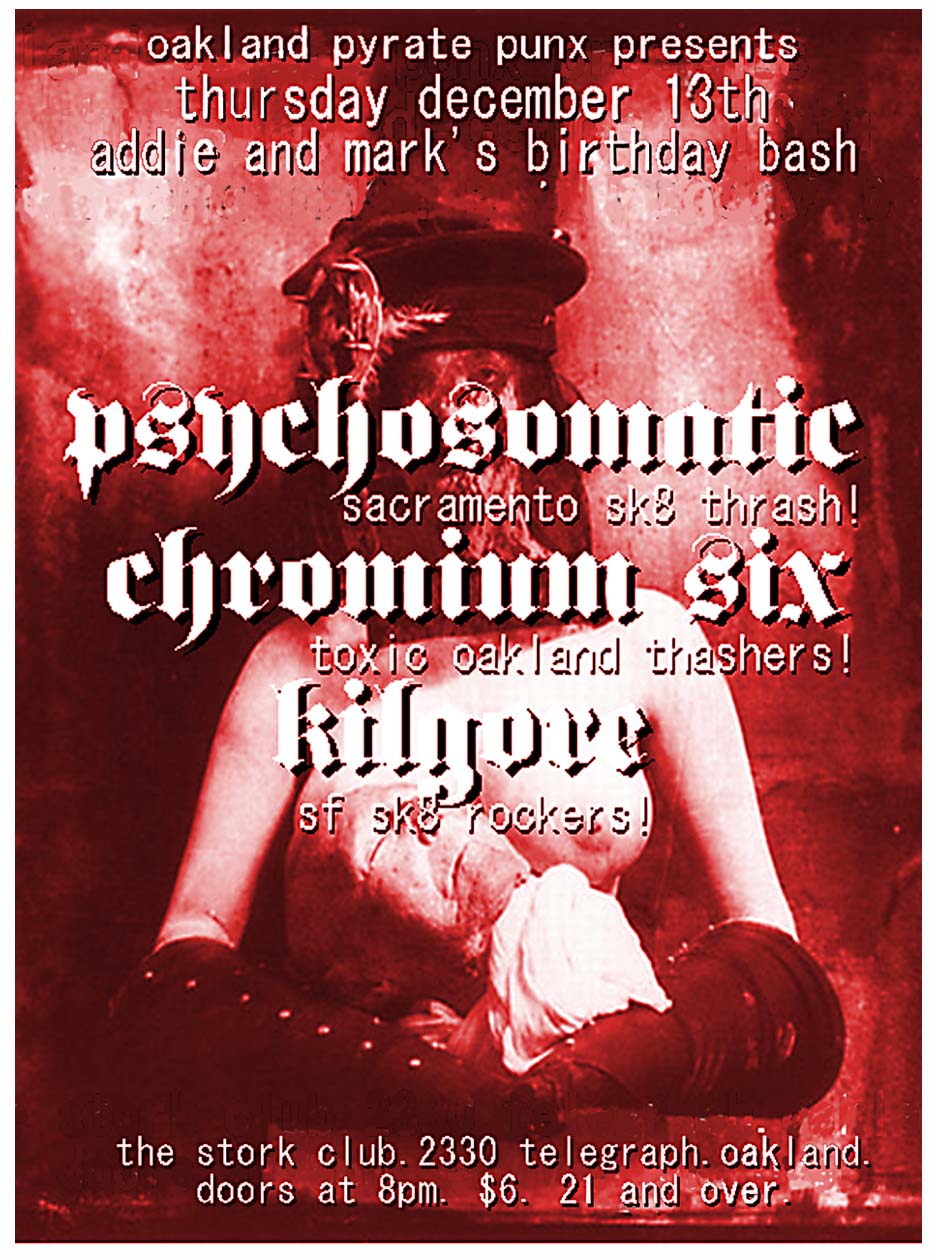 oakland pyrate punx presents
thursday december 13th
addie and mark's birthday bash
psychosomatic
sacramento sk8 thrash!
chromium six
toxic oakland thashers!
kilgore
sf sk8 rockers!
the stork club.2330 telegraph.oakland.
doors at 8pm. $6. 21 and over.